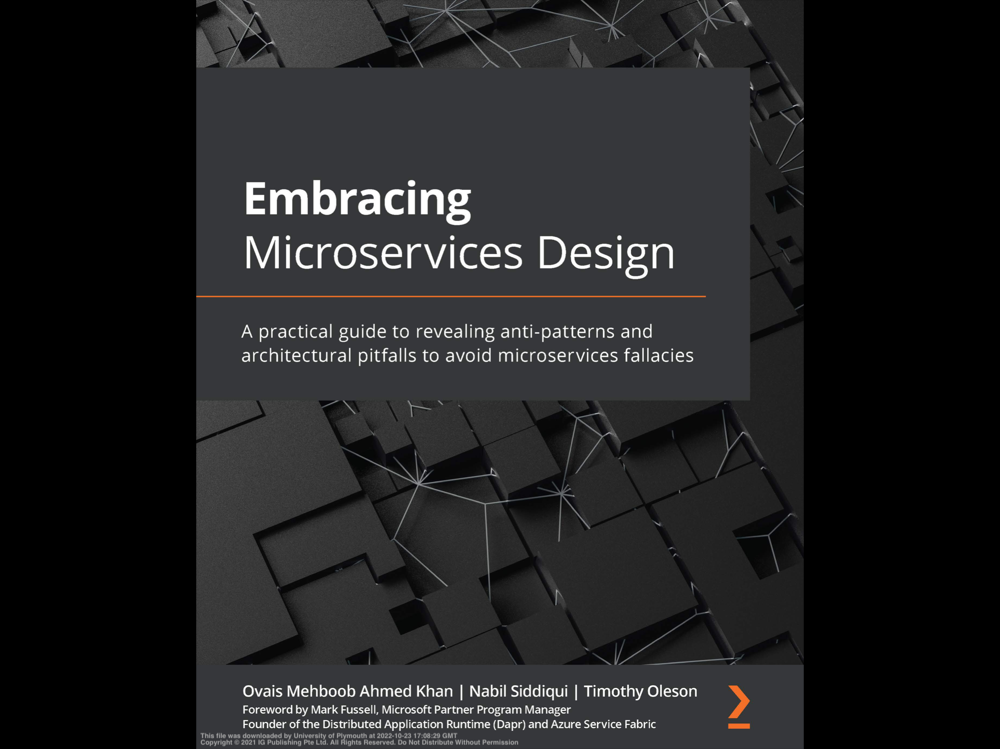 Embracing
Microservices Design
A practical guide to revealing anti-patterns and
architectural pitfalls to avoid microservices fallacies
Ovais Mehboob Ahmed Khan | Nabil Siddiqui | Timothy Oleson
Foreword by Mark Fussell, Microsoft Partner Program Manager
Founder of the Distributed Application Runtime (Dapr) and Azure Service Fabric
This file was downloaded by University of Plymouth at 2022-10-23 17:08:29 GMT
Copyright © 2021 IG Publishing Pte Ltd. All Rights Reserved. Do Not Distribute Without Permission